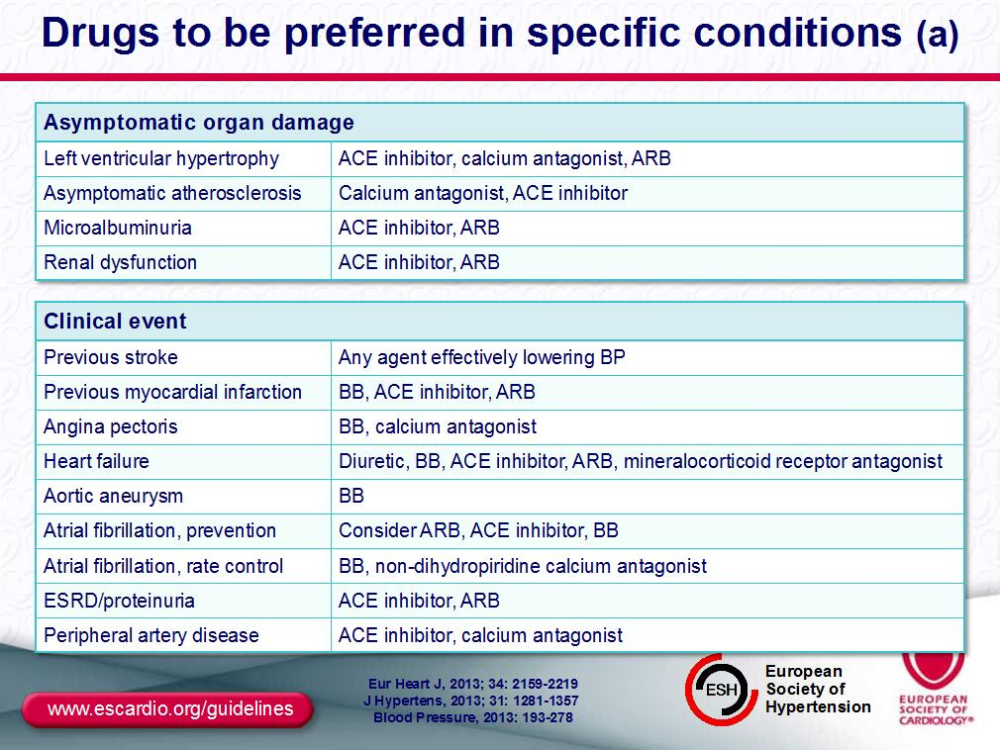 Drugs to be preferred in specific conditions (a)
Asymptomatic organ damage
Left ventricular hypertrophy ACE inhibitor, calcium antagonist, ARB
Asymptomatic atherosclerosis Calcium antagonist, ACE inhibitor
Microalbuminuria ACE inhibitor, ARB
Renal dysfunction ACE inhibitor, ARB
Clinical event
Previous stroke Any agent effectively lowering BP
Previous myocardial infarction BB, ACE inhibitor, ARB
Angina pectoris BB, calcium antagonist
Heart failure Diuretic, BB, ACE inhibitor, ARB, mineralocorticoid receptor antagonist
Aortic aneurysm BB
Atrial fibrillation, prevention Consider ARB, ACE inhibitor, BB
Atrial fibrillation, rate control BB, non-dihydropiridine calcium antagonist
ESRD/proteinuria ACE inhibitor, ARB
Peripheral artery disease ACE inhibitor, calcium antagonist
www.escardio.org/guidelines
Eur Heart J, 2013; 34: 2159-2219
J Hypertens, 2013; 31: 1281-1357
Blood Pressure, 2013: 193-278
ESH
European
Society of
Hypertension
EUROPEAN
SOCIETY OF
CARDIOLOGY®